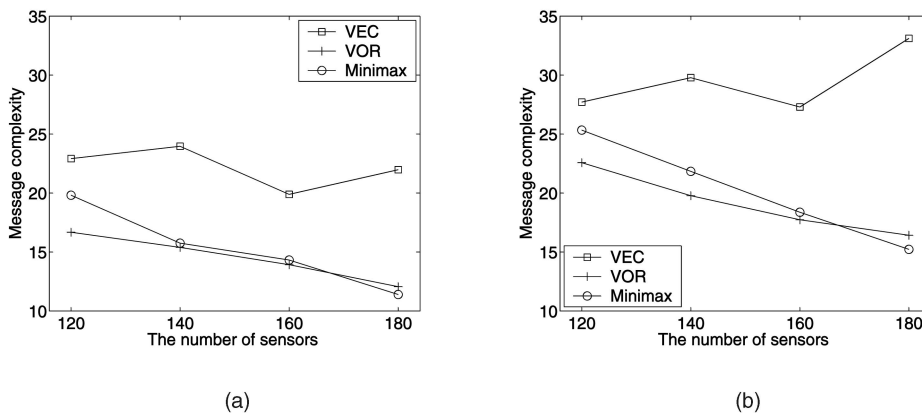 35
30
25
20
15
10
Message complexity
VEC
VOR
Minimax
120 140 160 180
The number of sensors
(a)
35
30
25
20
15
10
Message complexity
VEC
VOR
Minimax
120 140 160 180
The number of sensors
(b)